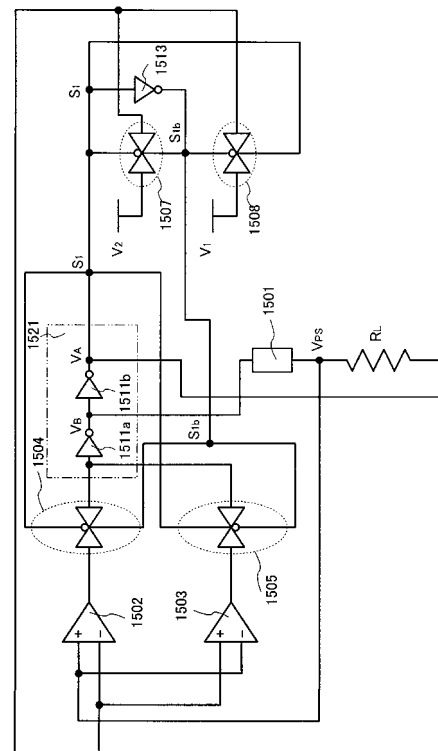 S1
1513
S1b
1507
1508
V2
V1
S1
1521
VA
1511b
VB
1511a
1504
S1b
1501
VPS
RL
1505
1502
+
−
1503
+
−